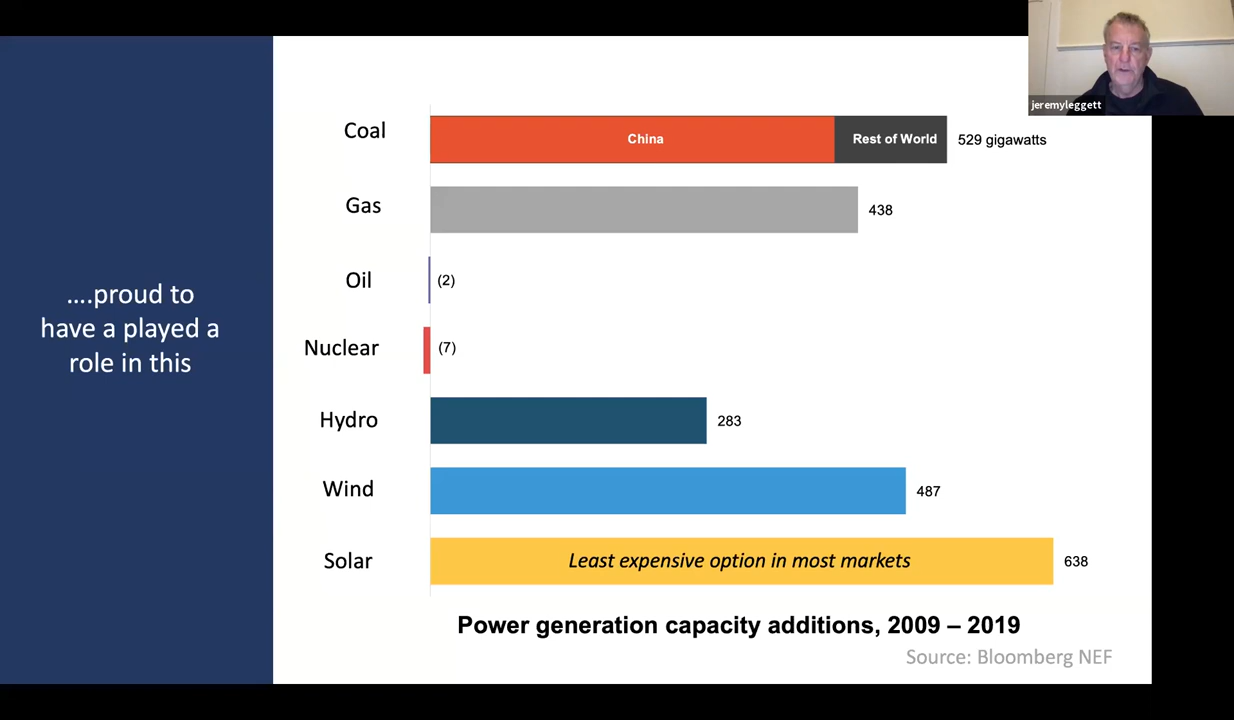 jeremyleggett
….proud to
have a played a
role in this
Coal
China
Rest of World
529 gigawatts
Gas
438
Oil
(2)
Nuclear
(7)
Hydro
283
Wind
487
Solar
Least expensive option in most markets
638
Power generation capacity additions, 2009 – 2019
Source: Bloomberg NEF